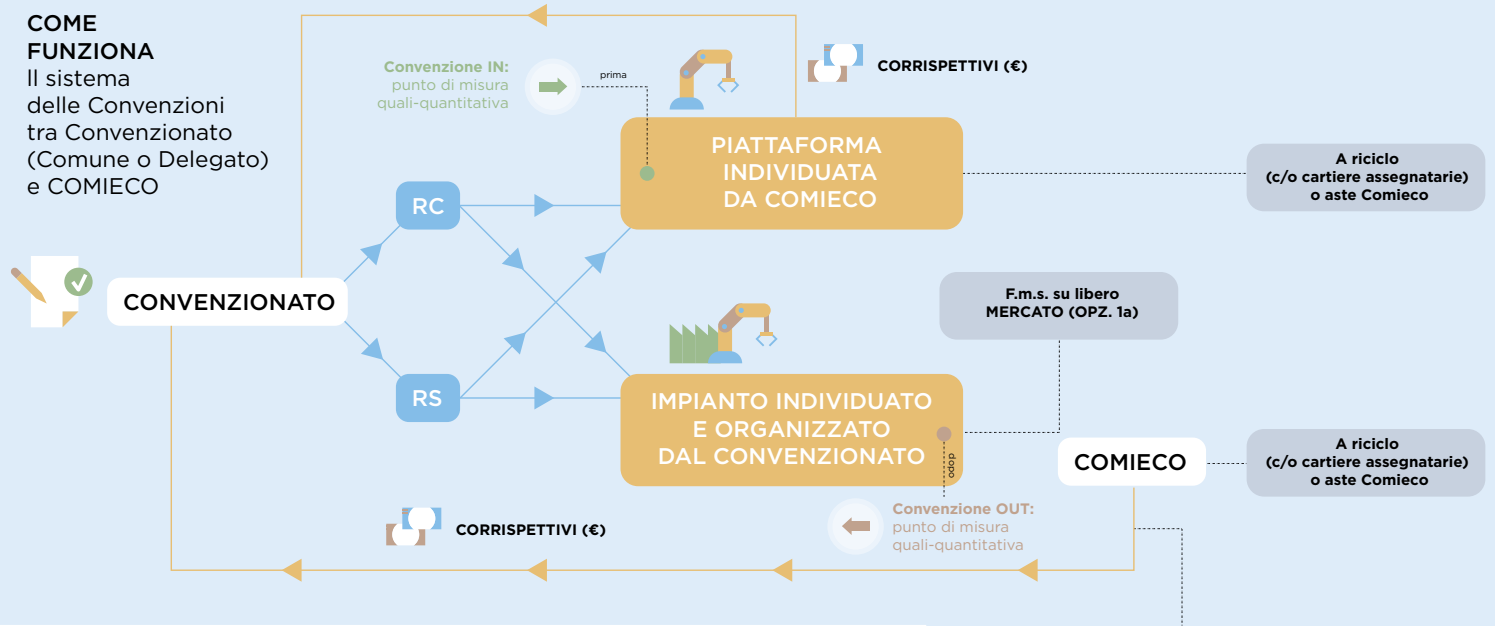 COME
FUNZIONA
Il sistema
delle Convenzioni
tra Convenzionato
(Comune o Delegato)
e COMIECO
Convenzione IN:
punto di misura
quali-quantitativa
prima
CORRISPETTIVI (€)
PIATTAFORMA
INDIVIDUATA
DA COMIECO
A riciclo
(c/o cartiere assegnatarie)
o aste Comieco
RC
CONVENZIONATO
F.m.s. su libero
MERCATO (OPZ. 1a)
RS
IMPIANTO INDIVIDUATO
E ORGANIZZATO
DAL CONVENZIONATO
dopo
COMIECO
A riciclo
(c/o cartiere assegnatarie)
o aste Comieco
Convenzione OUT:
punto di misura
quali-quantitativa
CORRISPETTIVI (€)